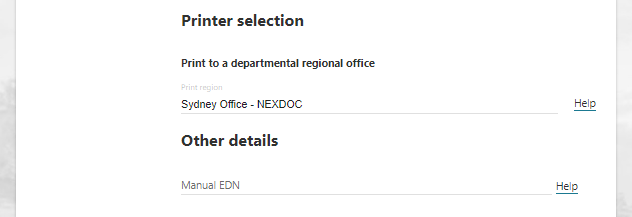 Printer selection
Print to a departmental regional office
Print region
Sydney Office - NEXDOC
Help
Other details
Manual EDN
Help